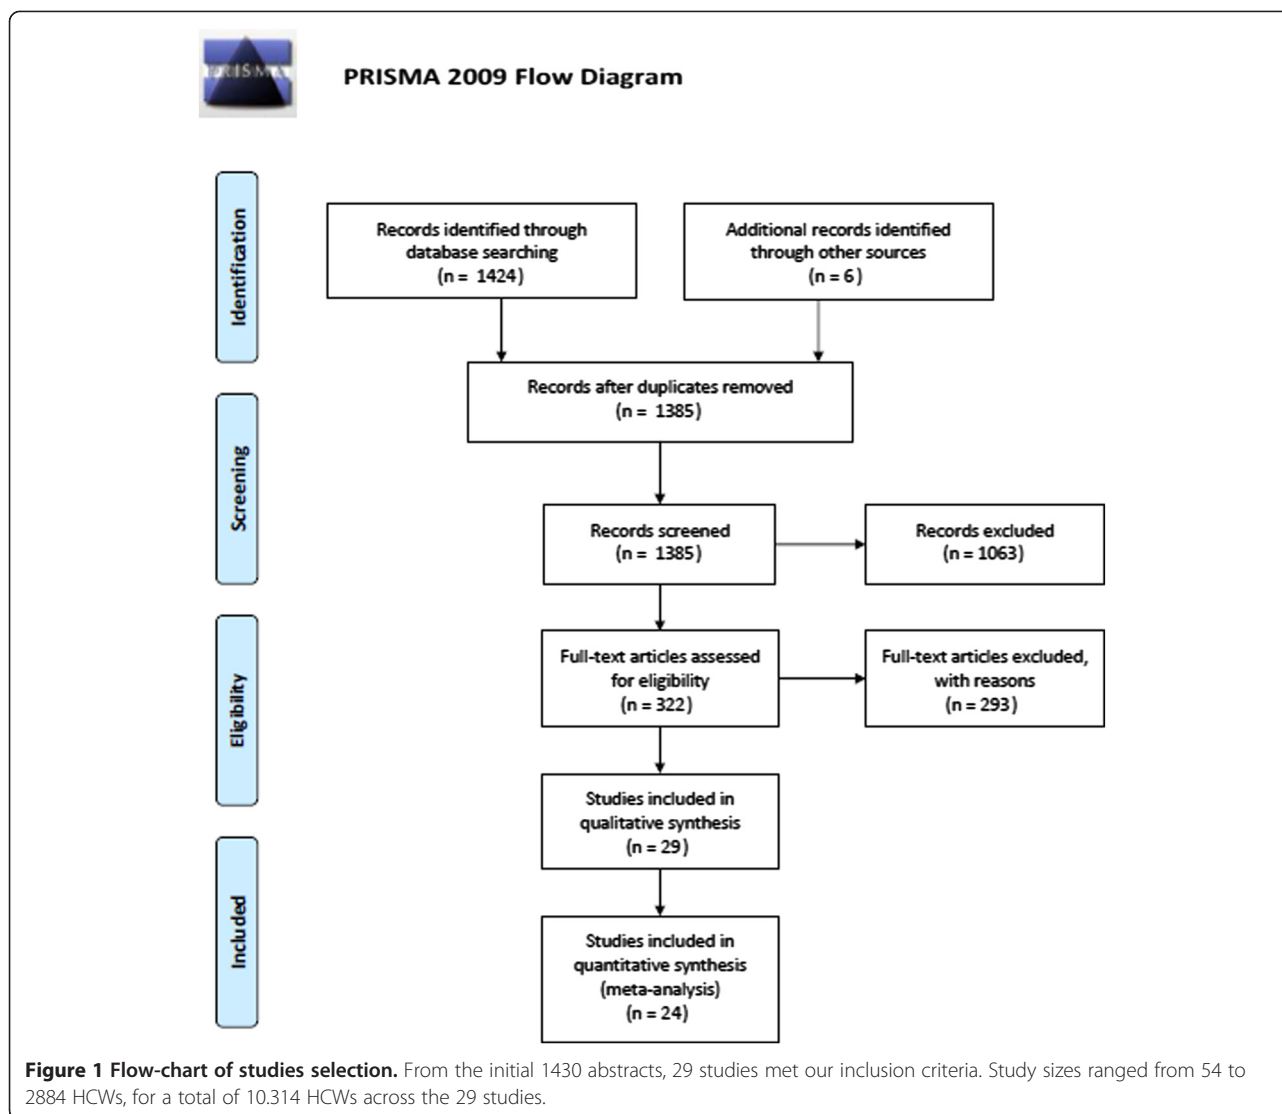 PRISMA
PRISMA 2009 Flow Diagram
Identification
Records identified through
database searching
(n = 1424)
Additional records identified
through other sources
(n = 6)
Records after duplicates removed
(n = 1385)
Screening
Records screened
(n = 1385)
Records excluded
(n = 1063)
Eligibility
Full-text articles assessed
for eligibility
(n = 322)
Full-text articles excluded,
with reasons
(n = 293)
Studies included in
qualitative synthesis
(n = 29)
Included
Studies included in
quantitative synthesis
(meta-analysis)
(n = 24)
Figure 1 Flow-chart of studies selection. From the initial 1430 abstracts, 29 studies met our inclusion criteria. Study sizes ranged from 54 to
2884 HCWs, for a total of 10.314 HCWs across the 29 studies.